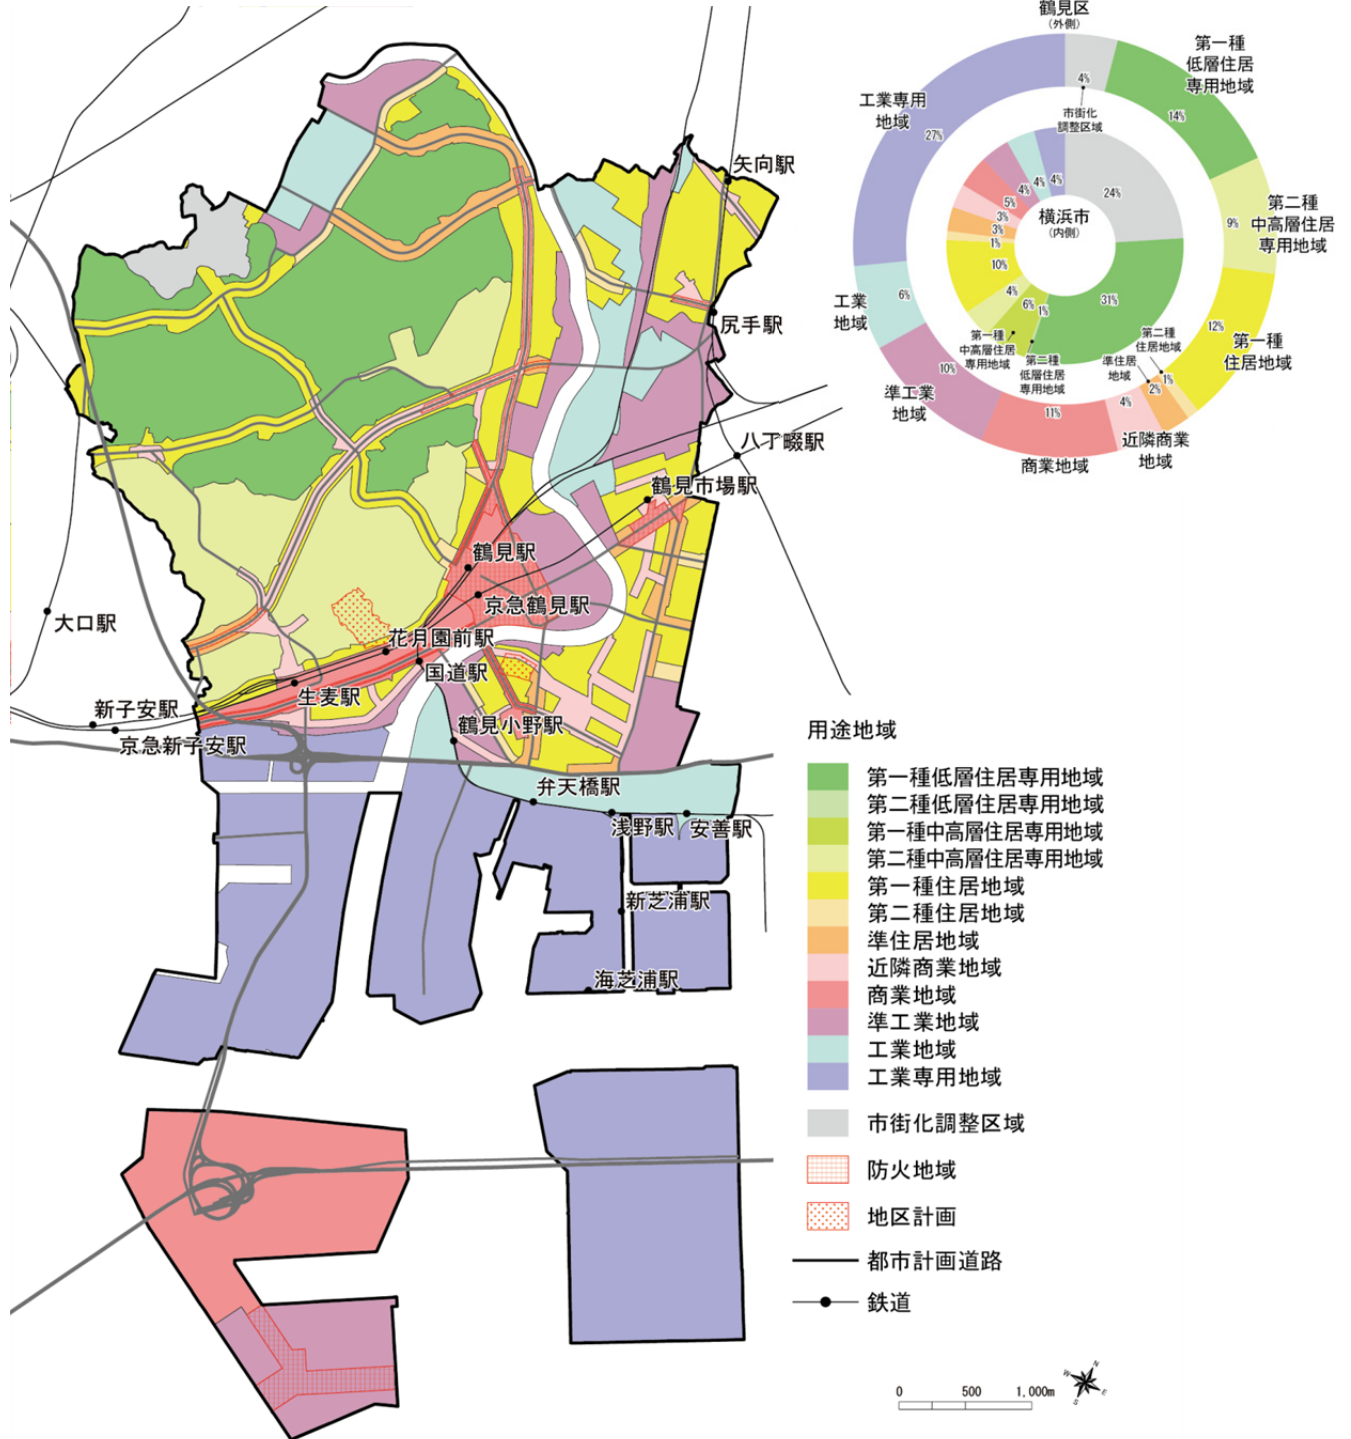 鶴見区
(外側)
第一種
低層住居
専用地域
14%
4%
市街化
調整区域
工業専用
地域
27%
第二種
中高層住居
専用地域
9%
第一種
住居地域
12%
第二種
住居地域
1%
準住居
地域
2%
近隣商業
地域
4%
商業地域
11%
準工業
地域
10%
工業
地域
6%
横浜市
(内側)
24%
31%
1%
6%
4%
10%
1%
3%
3%
5%
4%
4%
4%
第一種
中高層住居
専用地域
第二種
低層住居
専用地域
矢向駅
尻手駅
八丁畷駅
鶴見市場駅
鶴見駅
京急鶴見駅
花月園前駅
国道駅
生麦駅
鶴見小野駅
大口駅
新子安駅
京急新子安駅
弁天橋駅
浅野駅
安善駅
新芝浦駅
海芝浦駅
用途地域
第一種低層住居専用地域
第二種低層住居専用地域
第一種中高層住居専用地域
第二種中高層住居専用地域
第一種住居地域
第二種住居地域
準住居地域
近隣商業地域
商業地域
準工業地域
工業地域
工業専用地域
市街化調整区域
防火地域
地区計画
都市計画道路
鉄道
0 500 1,000m
N
W
E
S